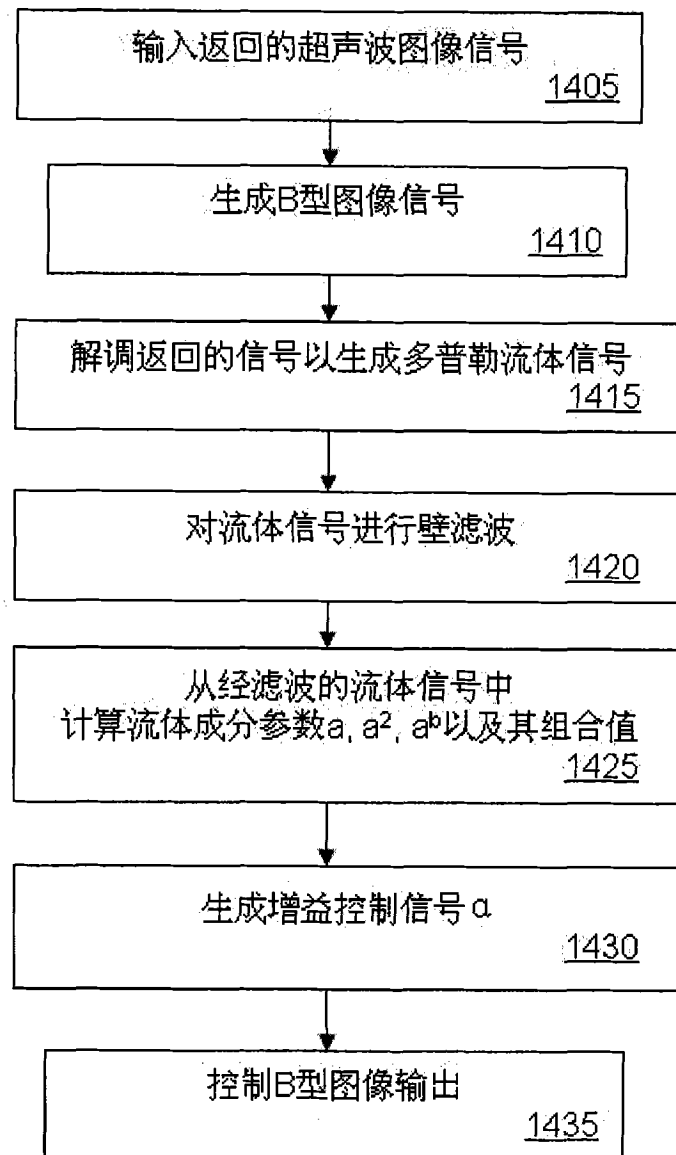 输入返回的超声波图像信号
1405
生成B型图像信号
1410
解调返回的信号以生成多普勒流体信号
1415
对流体信号进行壁滤波
1420
从经滤波的流体信号中
计算流体成分参数a, a², aᵇ以及其组合值
1425
生成增益控制信号α
1430
控制B型图像输出
1435